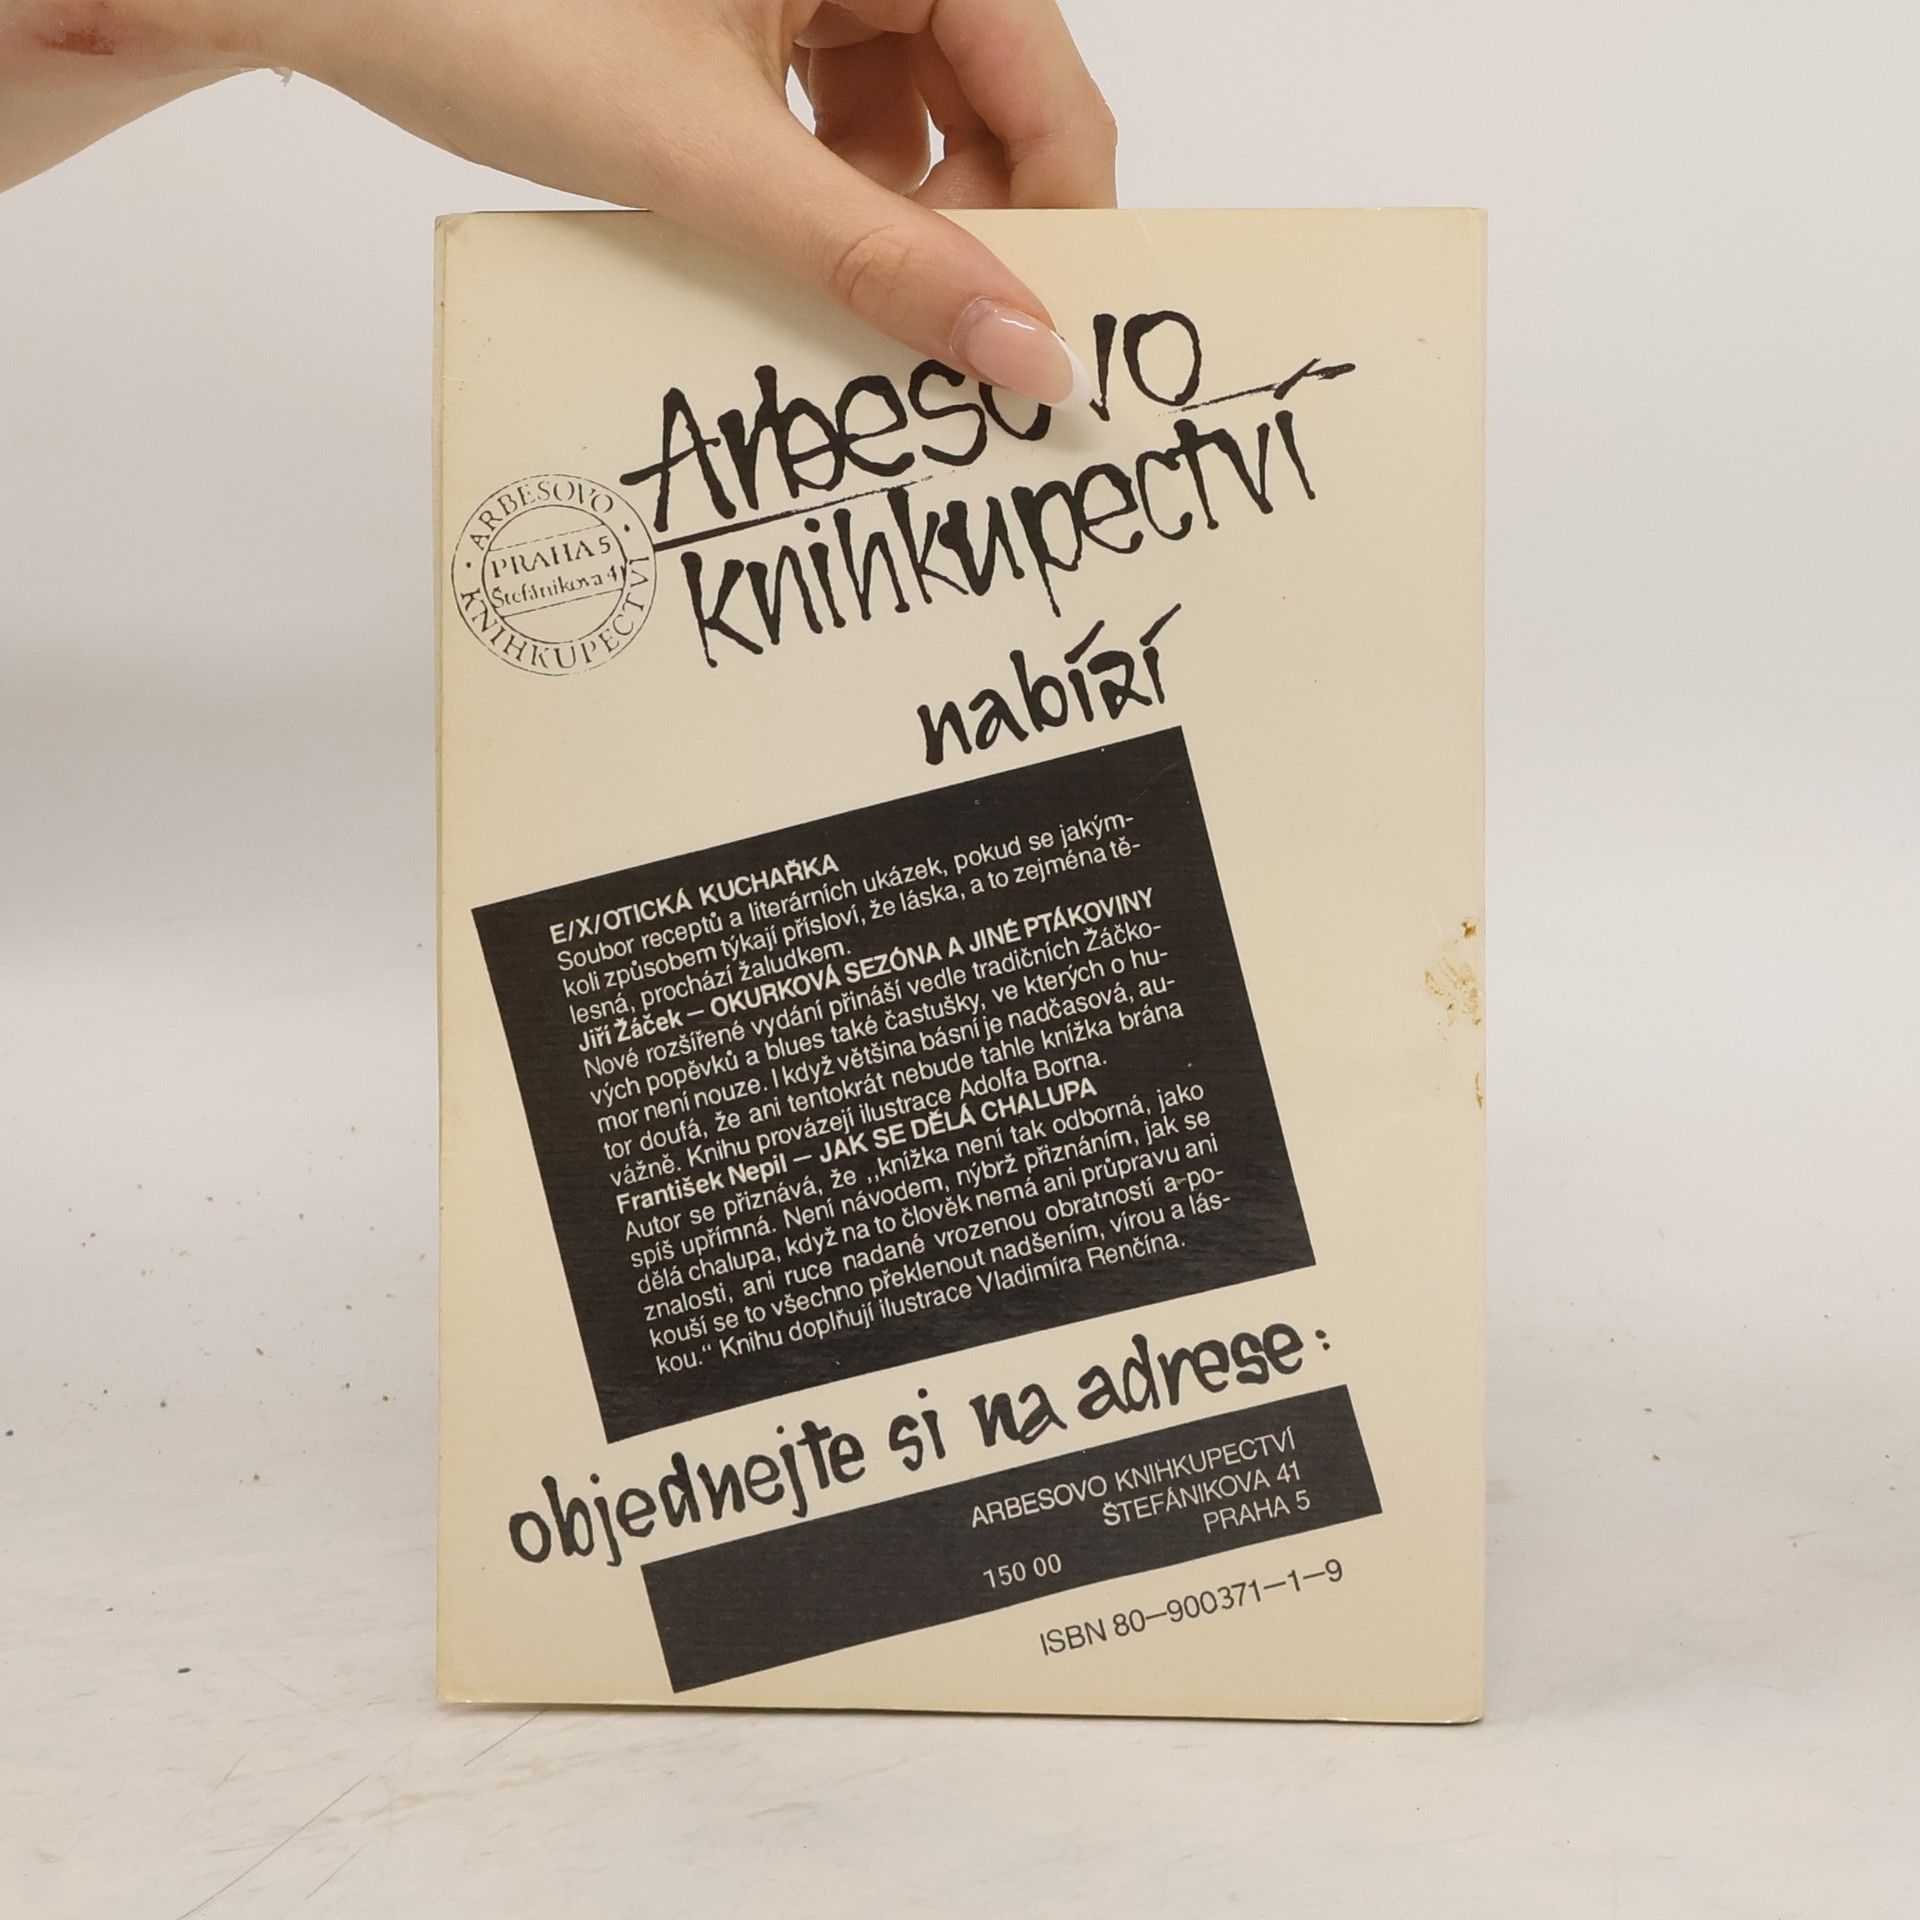 Arbesovo
knihkupectví
nabízí
ARBESOVO
PRAHA 5
Štefánikova 41
KNIHKUPECTVÍ
E/X/OTICKÁ KUCHAŘKA
Soubor receptů a literárních ukázek, pokud se jakým-
koli způsobem týkají přísloví, že láska, a to zejména tě-
lesná, prochází žaludkem.
Jiří Žáček – OKURKOVÁ SEZÓNA A JINÉ PTÁKOVINY
Nové rozšířené vydání přináší vedle tradičních Žáčko-
vých popěvků a blues také častušky, ve kterých o hu-
mor není nouze. I když většina básní je nadčasová, au-
tor doufá, že ani tentokrát nebude tahle knížka brána
vážně. Knihu provázejí ilustrace Adolfa Borna.
František Nepil – JAK SE DĚLÁ CHALUPA
Autor se přiznává, že ,,knížka není tak odborná, jako
spíš upřímná. Není návodem, nýbrž přiznáním, jak se
dělá chalupa, když na to člověk nemá ani průpravu ani
znalosti, ani ruce nadané vrozenou obratností a po-
kouší se to všechno překlenout nadšením, vírou a lás-
kou.“ Knihu doplňují ilustrace Vladimíra Renčína.
objednejte si na adrese:
ARBESOVO KNIHKUPECTVÍ
ŠTEFÁNIKOVA 41
PRAHA 5
150 00
ISBN 80–900371–1–9